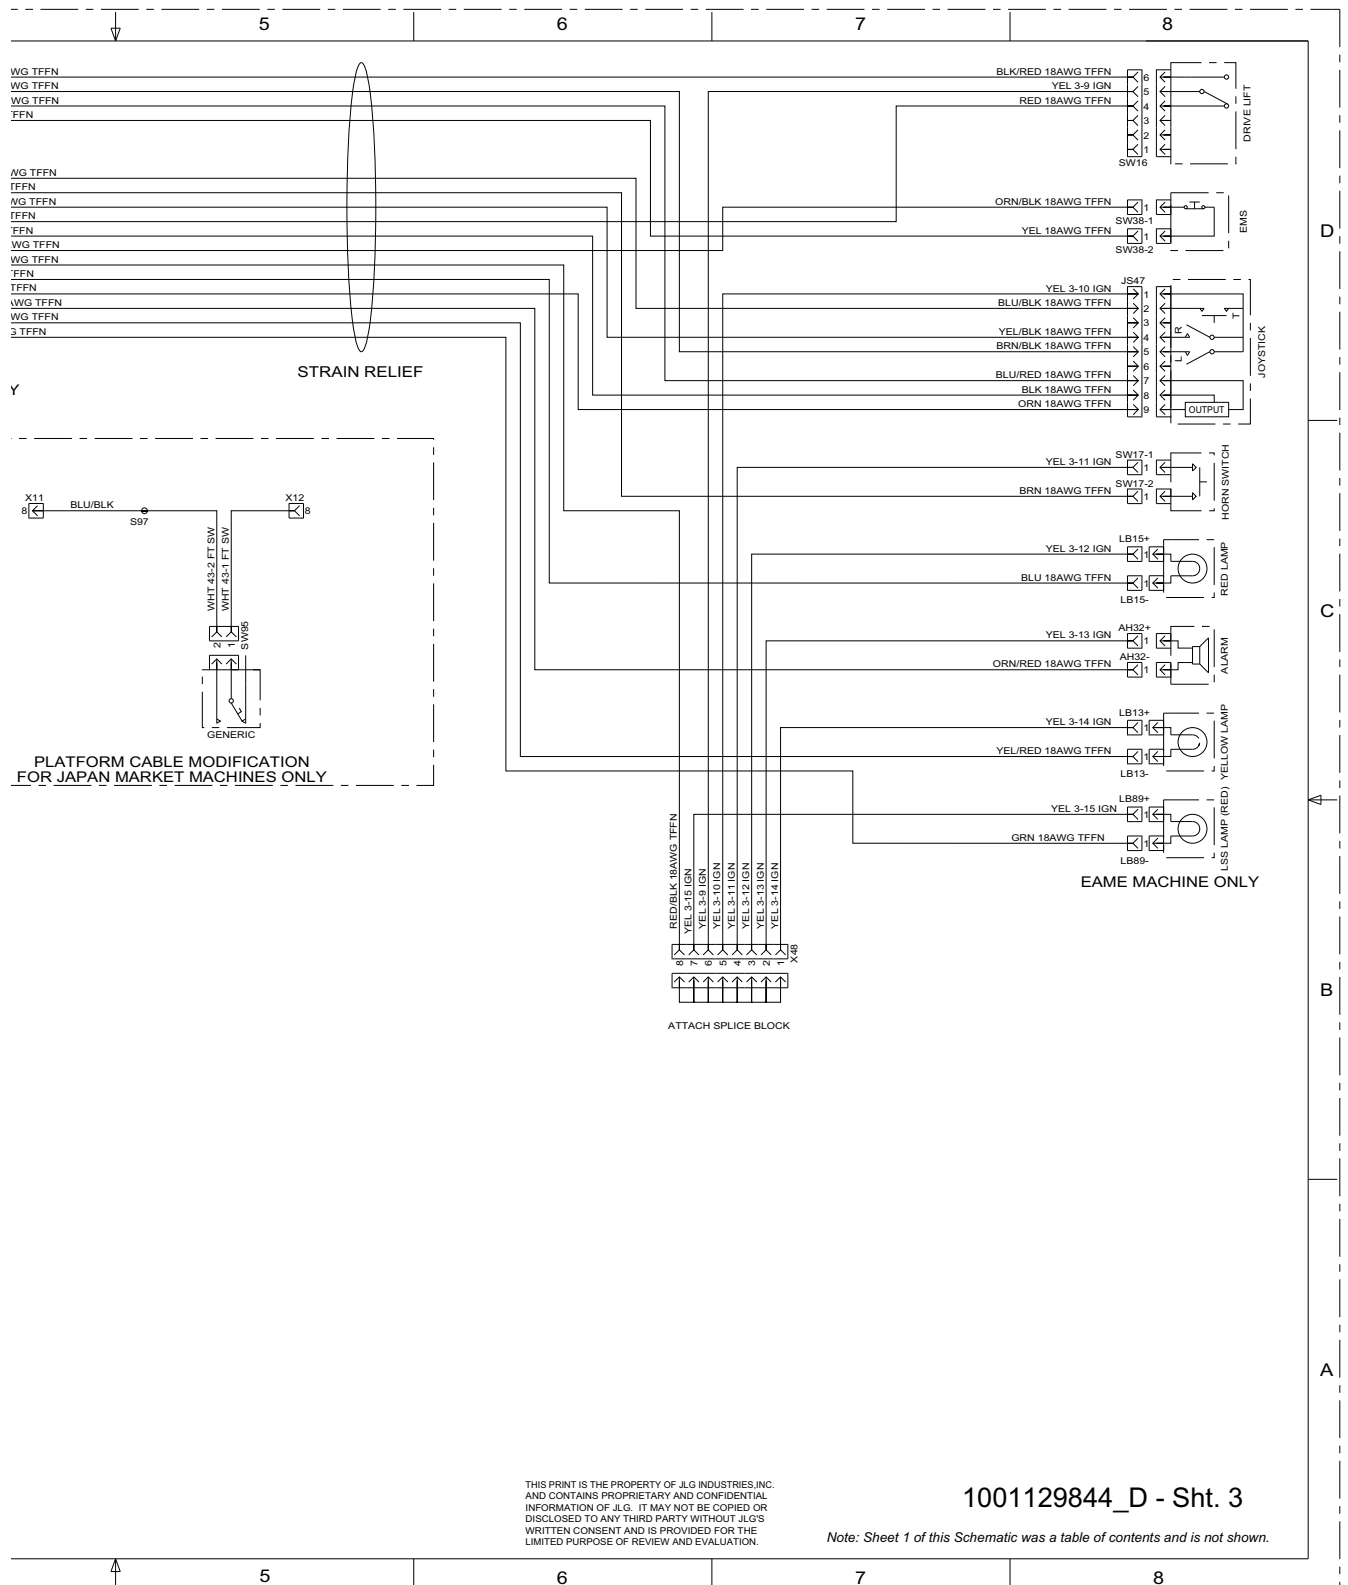 5 6 7 8
WG TFFN
WG TFFN
WG TFFN
TFFN
WG TFFN
TFFN
WG TFFN
TFFN
TFFN
WG TFFN
WG TFFN
TFFN
TFFN
AWG TFFN
WG TFFN
G TFFN
STRAIN RELIEF
Y
BLK/RED 18AWG TFFN 6
YEL 3-9 IGN 5
RED 18AWG TFFN 4
3
2
1
SW16
DRIVE LIFT
ORN/BLK 18AWG TFFN 1
SW38-1
YEL 18AWG TFFN 1
SW38-2
EMS
D
JS47
YEL 3-10 IGN 1
BLU/BLK 18AWG TFFN 2
3
YEL/BLK 18AWG TFFN 4
BRN/BLK 18AWG TFFN 5
6
BLU/RED 18AWG TFFN 7
BLK 18AWG TFFN 8
ORN 18AWG TFFN 9
T
R
L
OUTPUT
JOYSTICK
SW17-1
YEL 3-11 IGN 1
SW17-2
BRN 18AWG TFFN 1
HORN SWITCH
LB15+
YEL 3-12 IGN 1
BLU 18AWG TFFN 1
LB15-
RED LAMP
C
AH32+
YEL 3-13 IGN 1
AH32-
ORN/RED 18AWG TFFN 1
ALARM
LB13+
YEL 3-14 IGN 1
YEL/RED 18AWG TFFN 1
LB13-
YELLOW LAMP
LB89+
YEL 3-15 IGN 1
GRN 18AWG TFFN 1
LB89-
LSS LAMP (RED)
EAME MACHINE ONLY
X11
8
BLU/BLK
S97
X12
8
WHT 43-2 FT SW
WHT 43-1 FT SW
2 1
SW95
GENERIC
PLATFORM CABLE MODIFICATION
FOR JAPAN MARKET MACHINES ONLY
RED/BLK 18AWG TFFN
YEL 3-15 IGN
YEL 3-9 IGN
YEL 3-10 IGN
YEL 3-11 IGN
YEL 3-12 IGN
YEL 3-13 IGN
YEL 3-14 IGN
8 7 6 5 4 3 2 1
X48
ATTACH SPLICE BLOCK
B
A
THIS PRINT IS THE PROPERTY OF JLG INDUSTRIES,INC.
AND CONTAINS PROPRIETARY AND CONFIDENTIAL
INFORMATION OF JLG. IT MAY NOT BE COPIED OR
DISCLOSED TO ANY THIRD PARTY WITHOUT JLG'S
WRITTEN CONSENT AND IS PROVIDED FOR THE
LIMITED PURPOSE OF REVIEW AND EVALUATION.
1001129844_D - Sht. 3
Note: Sheet 1 of this Schematic was a table of contents and is not shown.
5 6 7 8